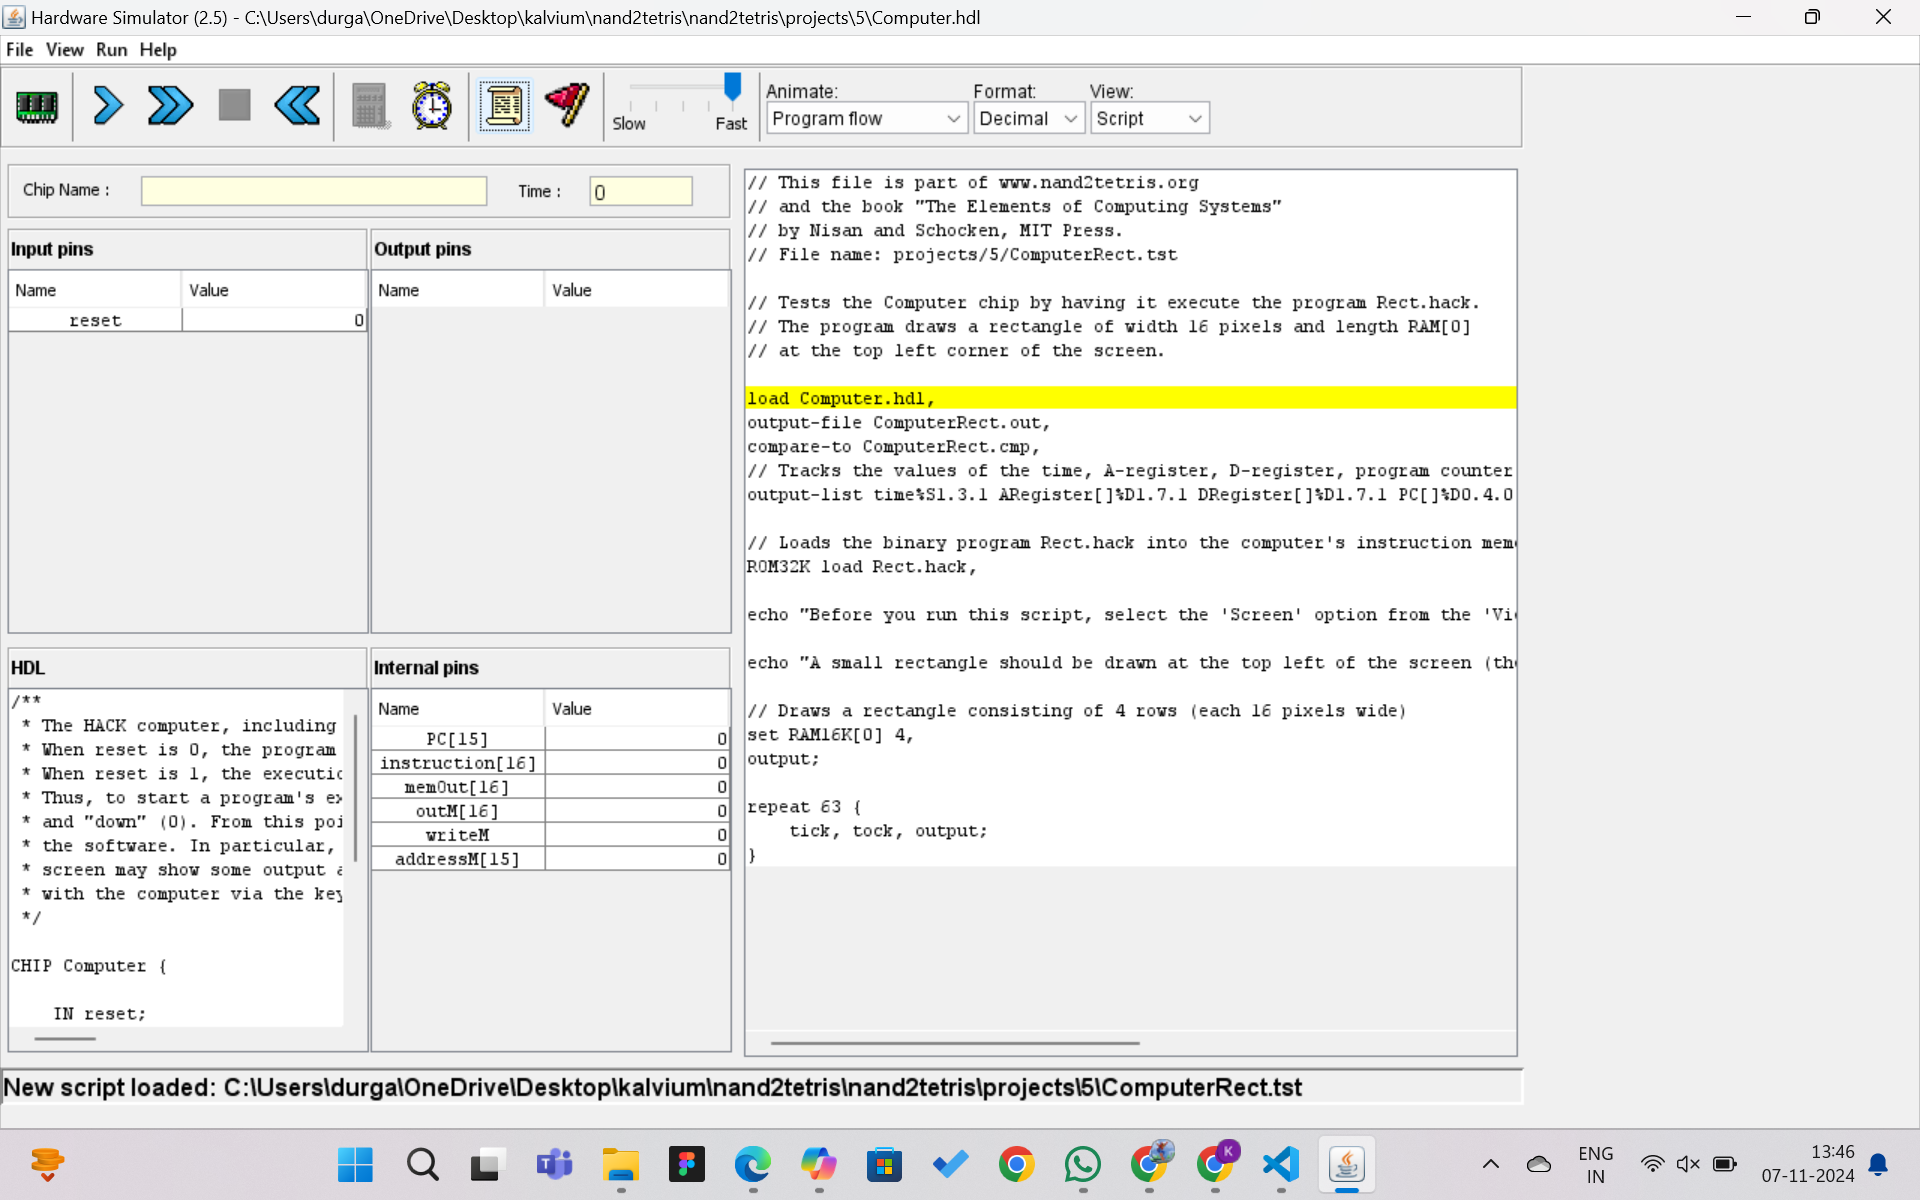 Hardware Simulator (2.5) - C:\Users\durga\OneDrive\Desktop\kalvium\nand2tetris\nand2tetris\projects\5\Computer.hdl
File View Run Help
Slow Fast
Animate: Format: View:
Program flow Decimal Script
Chip Name : Time : 0
Input pins
Name Value
reset 0
Output pins
Name Value
HDL
/**
* The HACK computer, including
* When reset is 0, the program
* When reset is 1, the executic
* Thus, to start a program's ex
* and "down" (0). From this poi
* the software. In particular,
* screen may show some output a
* with the computer via the key
*/
CHIP Computer {
IN reset;
Internal pins
Name Value
PC[15] 0
instruction[16] 0
memOut[16] 0
outM[16] 0
writeM 0
addressM[15] 0
// This file is part of www.nand2tetris.org
// and the book "The Elements of Computing Systems"
// by Nisan and Schocken, MIT Press.
// File name: projects/5/ComputerRect.tst
// Tests the Computer chip by having it execute the program Rect.hack.
// The program draws a rectangle of width 16 pixels and length RAM[0]
// at the top left corner of the screen.
load Computer.hdl,
output-file ComputerRect.out,
compare-to ComputerRect.cmp,
// Tracks the values of the time, A-register, D-register, program counter
output-list time%S1.3.1 ARegister[]%D1.7.1 DRegister[]%D1.7.1 PC[]%D0.4.0
// Loads the binary program Rect.hack into the computer's instruction mem
ROM32K load Rect.hack,
echo "Before you run this script, select the 'Screen' option from the 'Vi
echo "A small rectangle should be drawn at the top left of the screen (th
// Draws a rectangle consisting of 4 rows (each 16 pixels wide)
set RAM16K[0] 4,
output;
repeat 63 {
tick, tock, output;
}
New script loaded: C:\Users\durga\OneDrive\Desktop\kalvium\nand2tetris\nand2tetris\projects\5\ComputerRect.tst
K
ENG
IN
13:46
07-11-2024